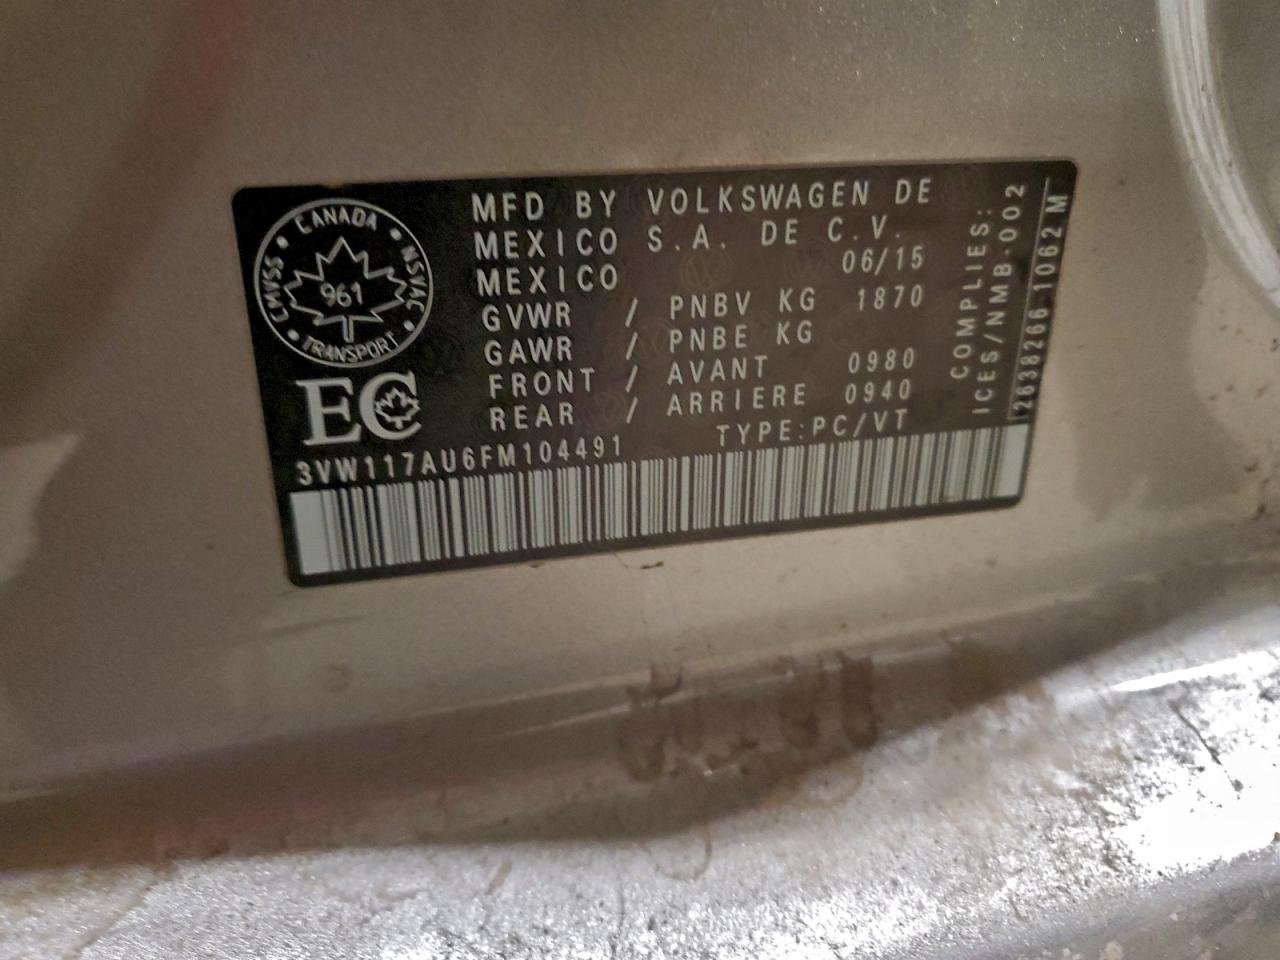 CANADA
CMVSS • NSVAC
961
TRANSPORT
EC
MFD BY VOLKSWAGEN DE
MEXICO S.A. DE C.V.
MEXICO 06/15
GVWR / PNBV KG 1870
GAWR / PNBE KG
FRONT / AVANT 0980
REAR / ARRIERE 0940
3VW117AU6FM104491 TYPE:PC/VT
COMPLIES:
ICES/NMB-002
2638266 1062 M